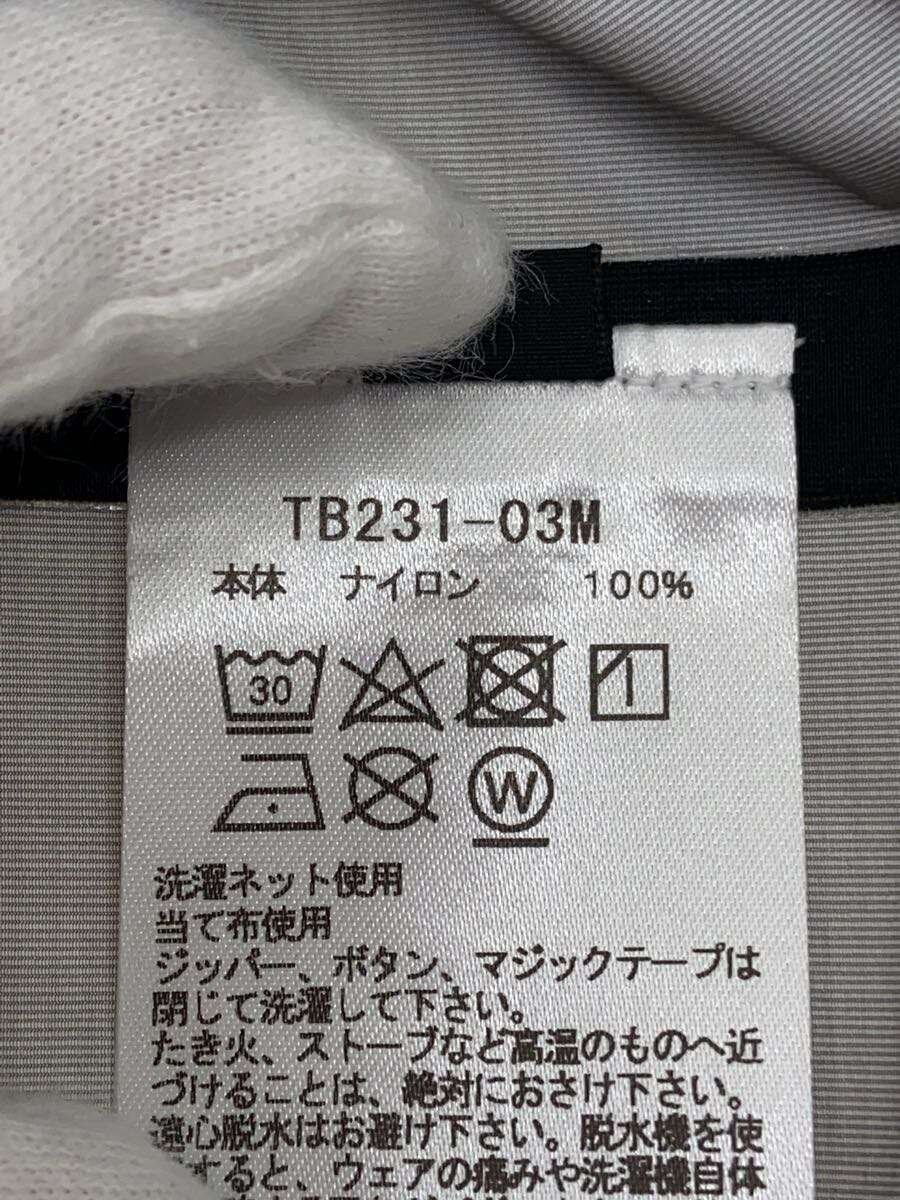 TB231-03M
本体 ナイロン 100%
30
W
洗濯ネット使用
当て布使用
ジッパー、ボタン、マジックテープは
閉じて洗濯して下さい。
たき火、ストーブなど高温のものへ近
づけることは、絶対におさけ下さい。
遠心脱水はお避け下さい。脱水機を使
すると、ウェアの痛みや洗濯機自体